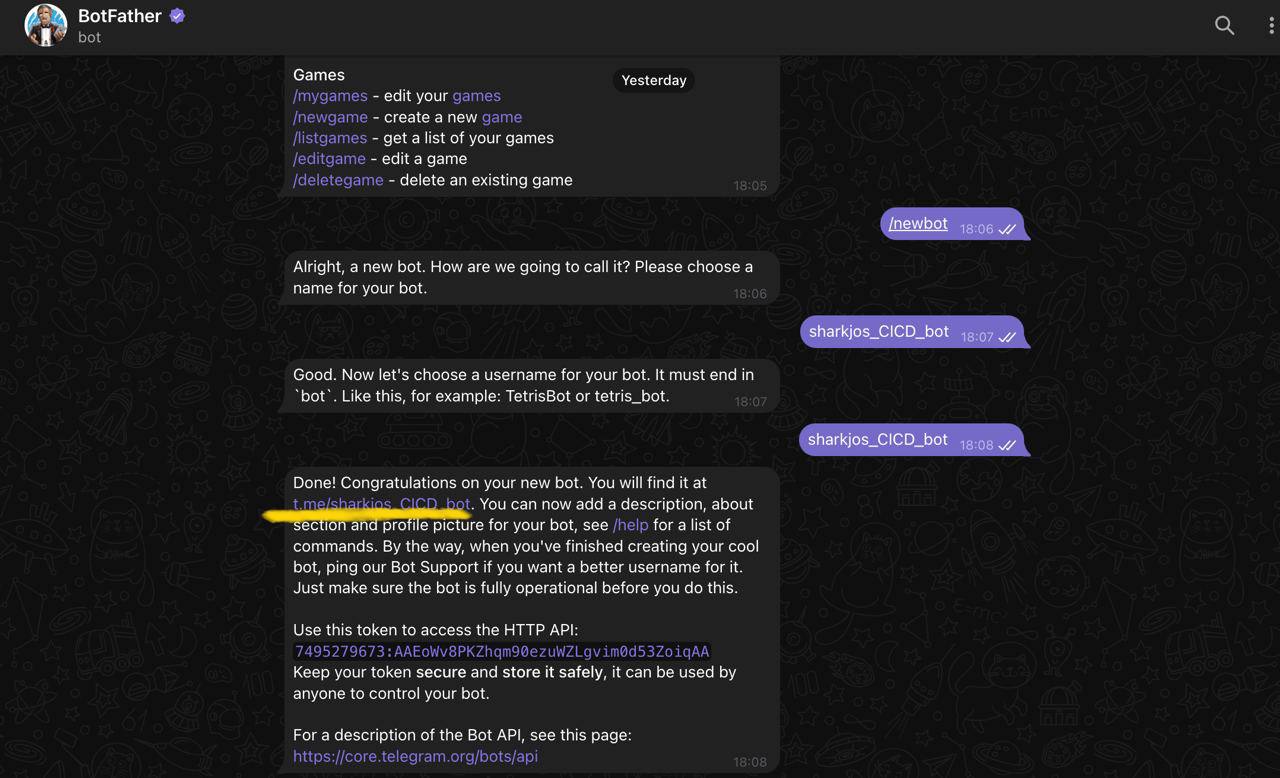 BotFather
bot
Games
Yesterday
/mygames - edit your games
/newgame - create a new game
/listgames - get a list of your games
/editgame - edit a game
/deletegame - delete an existing game
18:05
/newbot 18:06
Alright, a new bot. How are we going to call it? Please choose a
name for your bot.
18:06
sharkjos_CICD_bot 18:07
Good. Now let's choose a username for your bot. It must end in
`bot`. Like this, for example: TetrisBot or tetris_bot.
18:07
sharkjos_CICD_bot 18:08
Done! Congratulations on your new bot. You will find it at
t.me/sharkjos_CICD_bot. You can now add a description, about
section and profile picture for your bot, see /help for a list of
commands. By the way, when you've finished creating your cool
bot, ping our Bot Support if you want a better username for it.
Just make sure the bot is fully operational before you do this.
Use this token to access the HTTP API:
7495279673:AAEoWv8PKZhqm90ezuWZLgvim0d53ZoiqAA
Keep your token secure and store it safely, it can be used by
anyone to control your bot.
For a description of the Bot API, see this page:
https://core.telegram.org/bots/api
18:08